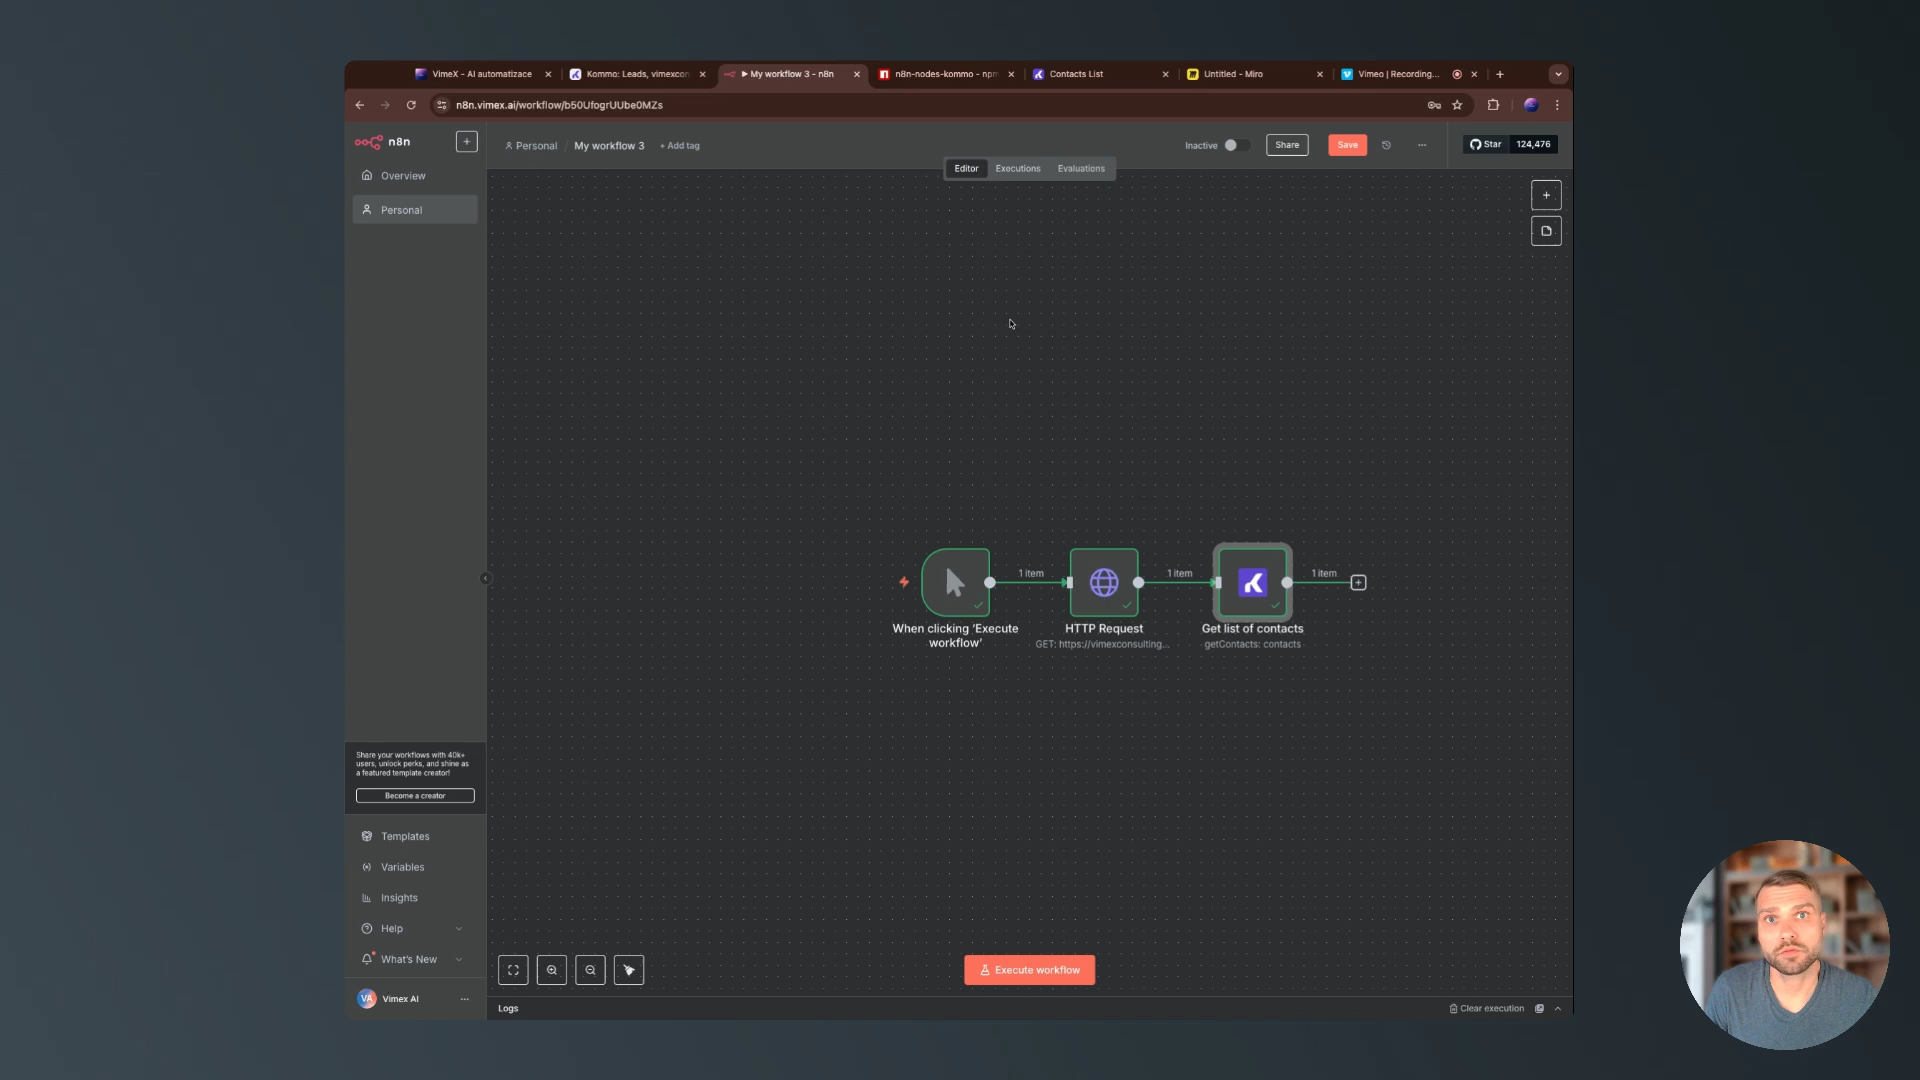 VimeX - AI automatizace
Kommo: Leads, vimexcon
▶ My workflow 3 - n8n
n8n-nodes-kommo - npm
Contacts List
Untitled - Miro
Vimeo | Recording...
n8n.vimex.ai/workflow/b50UfogrUUbe0MZs
n8n
Personal / My workflow 3 + Add tag
Inactive
Share
Save
Star 124,476
Editor
Executions
Evaluations
Overview
Personal
1 item
1 item
1 item
When clicking ‘Execute
workflow’
HTTP Request
GET: https://vimexconsulting...
Get list of contacts
getContacts: contacts
Share your workflows with 40k+
users, unlock perks, and shine as
a featured template creator!
Become a creator
Templates
Variables
Insights
Help
What's New
VA Vimex AI
Execute workflow
Logs
Clear execution